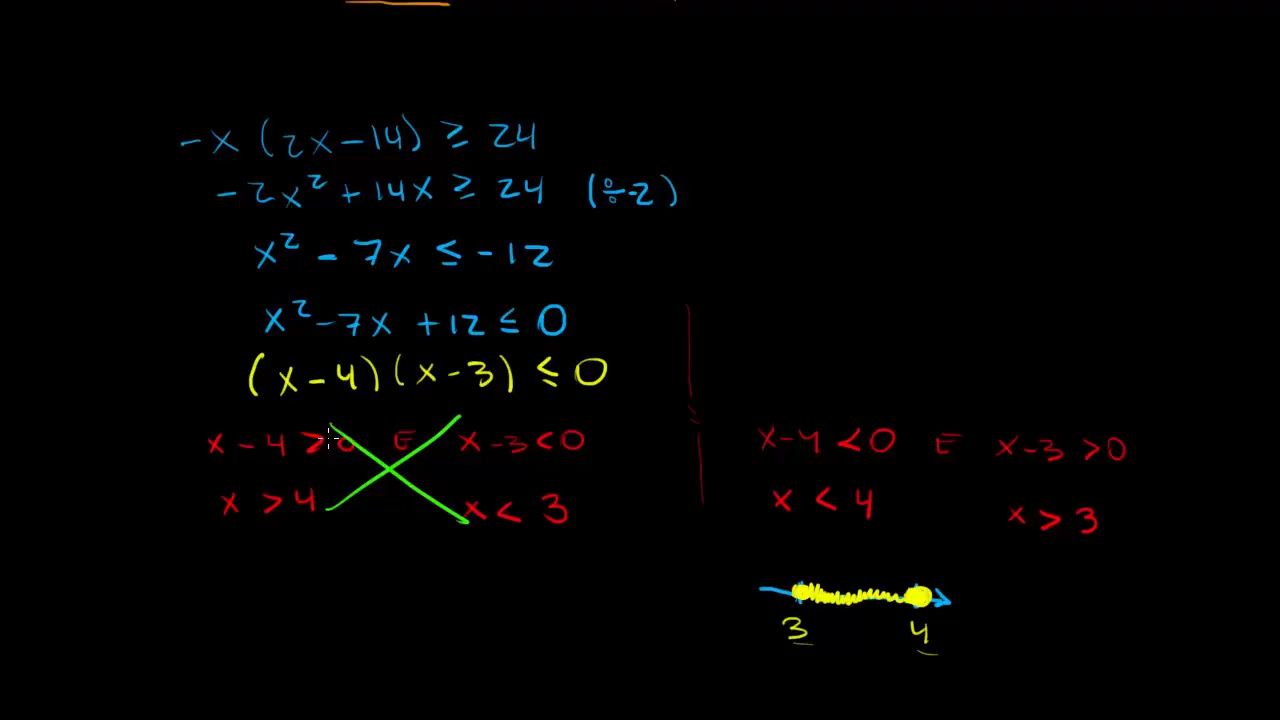 -x (2x-14) ≥ 24
-2x² + 14x ≥ 24 (÷-2)
x² - 7x ≤ -12
x² - 7x + 12 ≤ 0
(x-4)(x-3) ≤ 0
x-4 >0 E x-3 <0
x > 4 x < 3
x-4 <0 E x-3 >0
x < 4 x > 3
3 4